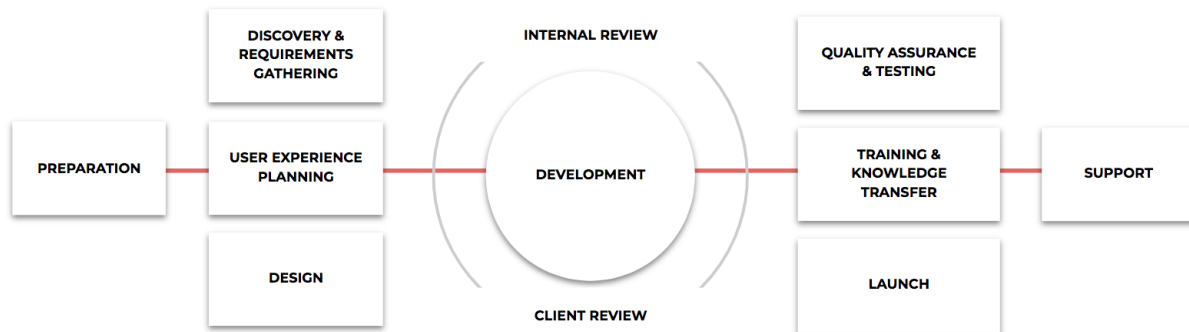 PREPARATION
DISCOVERY &
REQUIREMENTS
GATHERING
USER EXPERIENCE
PLANNING
DESIGN
INTERNAL REVIEW
DEVELOPMENT
CLIENT REVIEW
QUALITY ASSURANCE
& TESTING
TRAINING &
KNOWLEDGE
TRANSFER
LAUNCH
SUPPORT